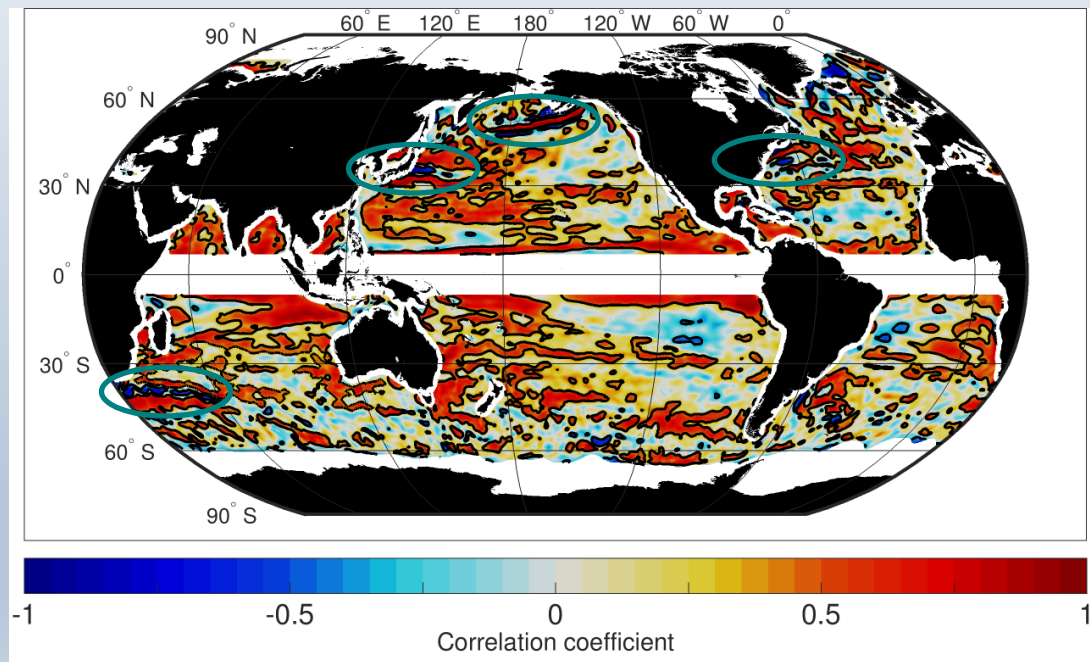 60° E 120° E 180° 120° W 60° W 0°
90° N
60° N
30° N
0°
30° S
60° S
90° S
-1 -0.5 0 0.5 1
Correlation coefficient